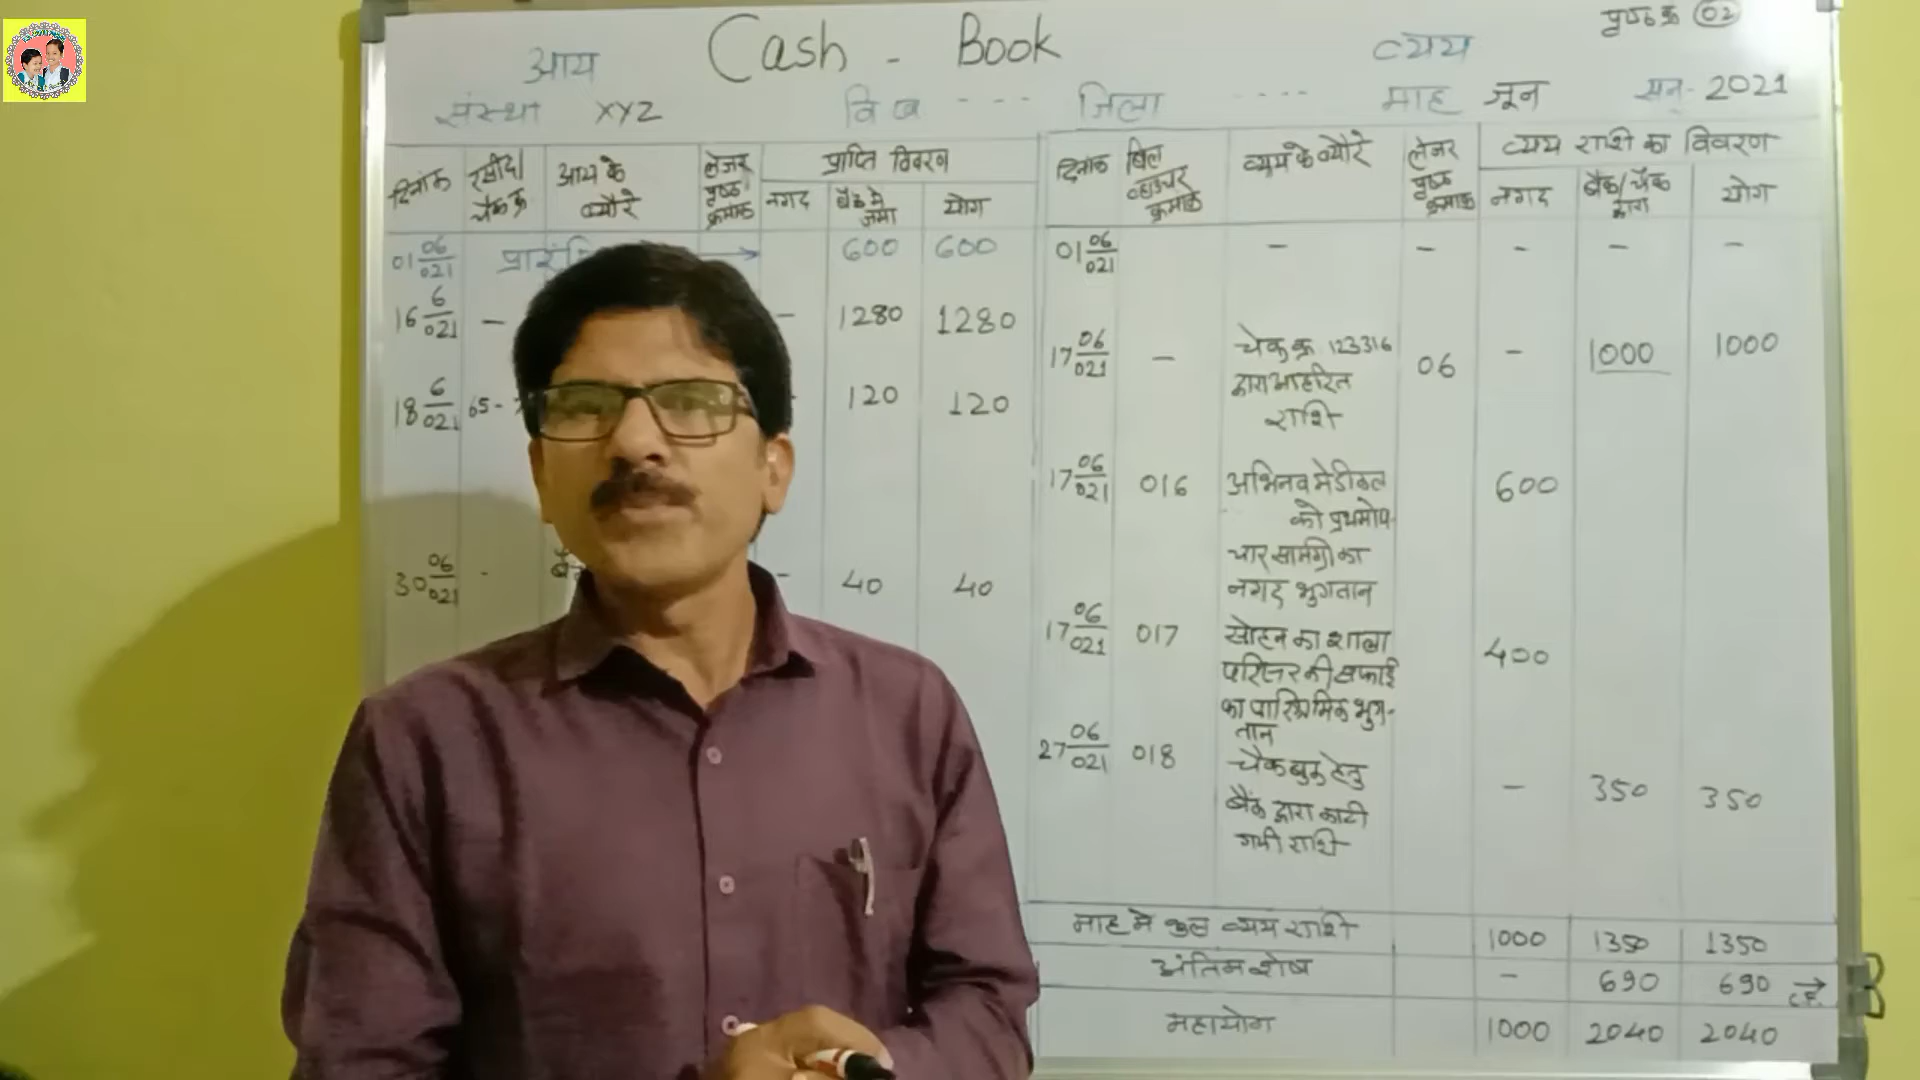 पृष्ठ क्र 02
आय Cash - Book व्यय
संस्था XYZ वि ख - - - - जिला - - - - माह जून सन्- 2021
दिनांक रसीद/ चैक क्र आय के ब्यौरे लेजर पृष्ठ क्रमांक प्राप्ति विवरण
नगद बैंक मे जमा योग
दिनांक बिल व्हाउचर क्रमांक व्यय के ब्यौरे लेजर पृष्ठ क्रमांक व्यय राशि का विवरण
नगद बैंक/चैक द्वारा योग
01 06/021 600 600
16 6/021 - - 1280 1280
18 6/021 65- 120 120
30 06/021 - - 40 40
01 06/021 - - - - -
17 06/021 - चेक क्र. 123316 06 - 1000 1000
द्वारा आहरित
राशि
17 06/021 016 अभिनव मेडीकल 600
को प्रथमोप-
चार सामग्री का
नगद भुगतान
17 06/021 017 सोहन का शाला 400
परिसर की सफाई
का पारिश्रमिक भुग-
तान
27 06/021 018 चैकबुक हेतु - 350 350
बैंक द्वारा काटी
गयी राशि
माह मे कुल व्यय राशि 1000 1350 1350
अंतिम शेष - 690 690
महायोग 1000 2040 2040